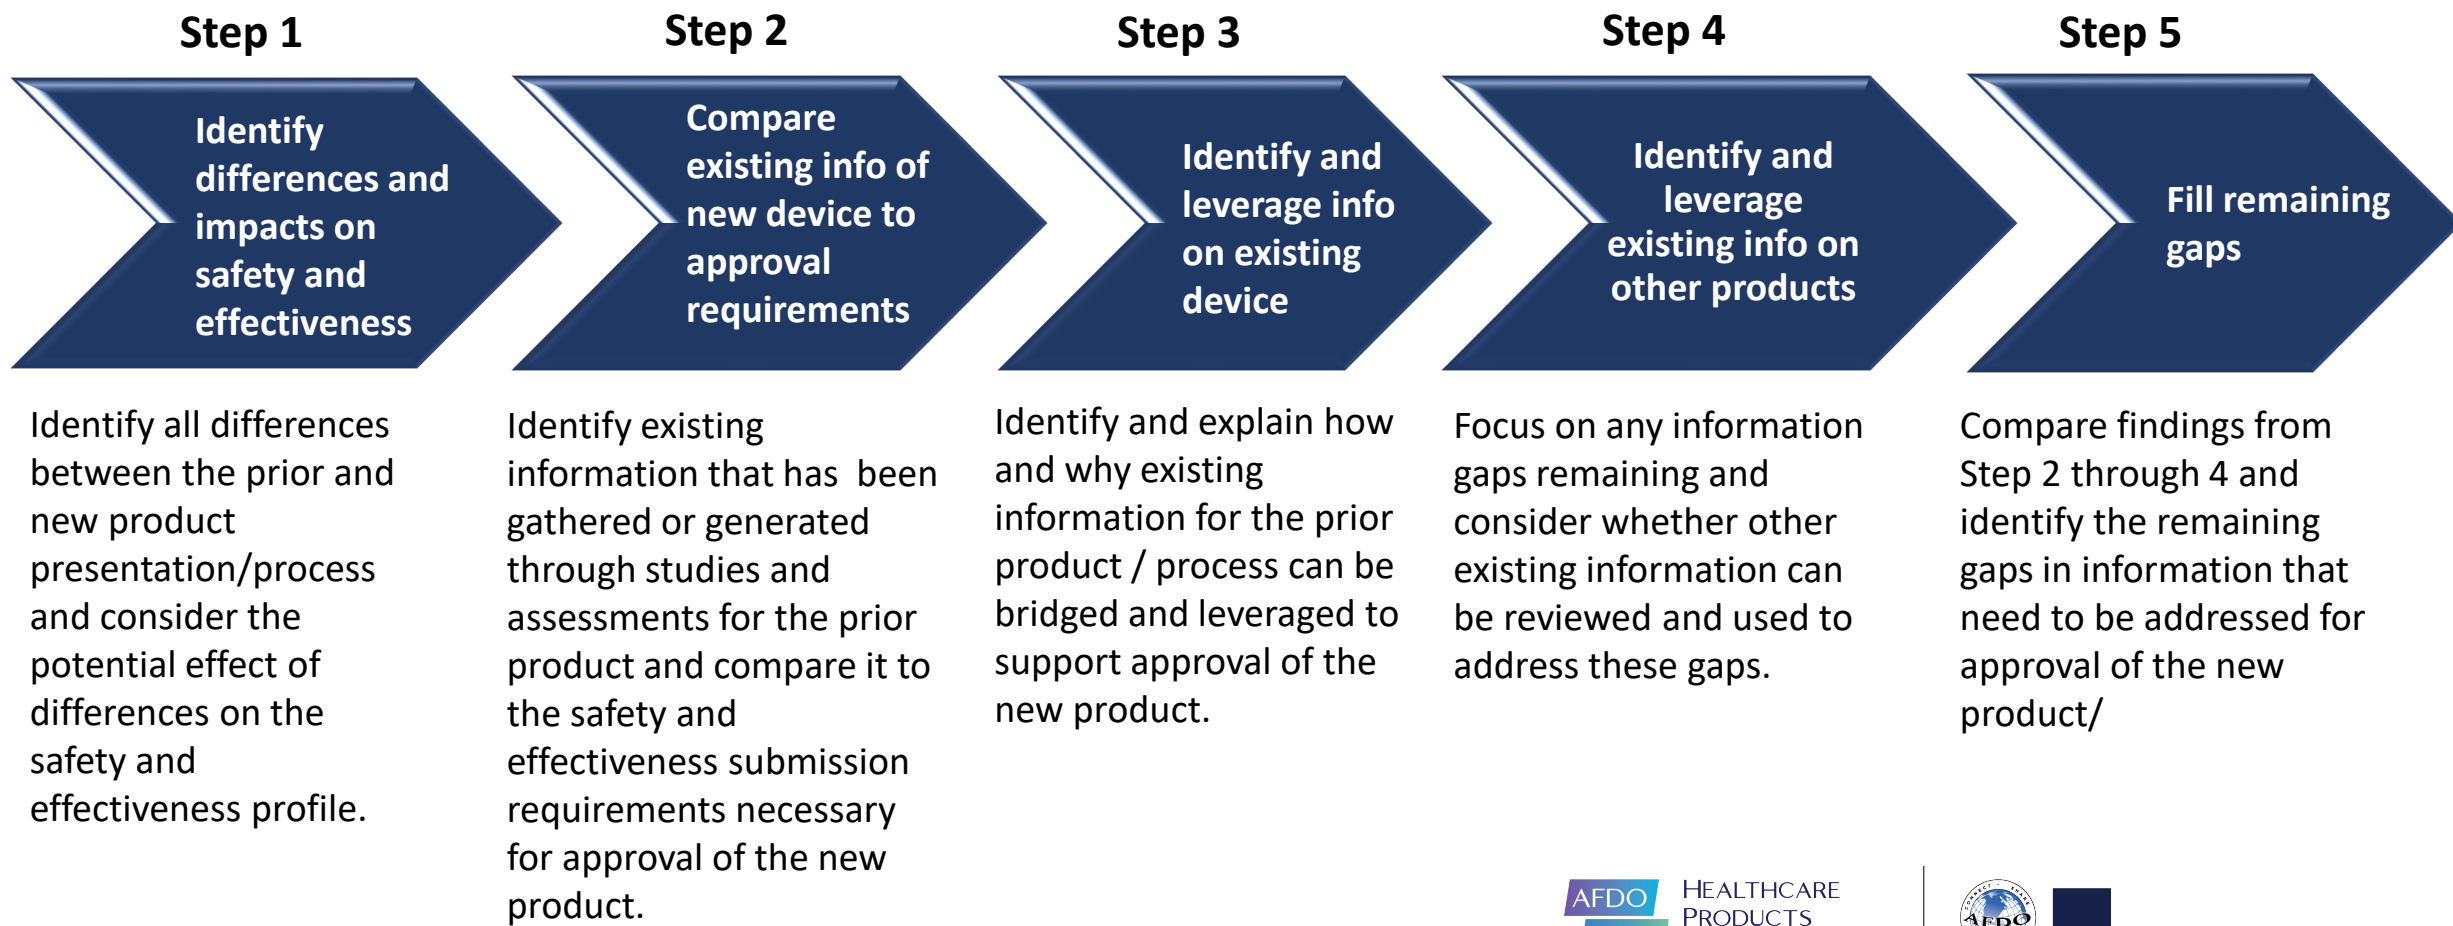 Step 1
Identify
differences and
impacts on
safety and
effectiveness
Identify all differences
between the prior and
new product
presentation/process
and consider the
potential effect of
differences on the
safety and
effectiveness profile.
Step 2
Compare
existing info of
new device to
approval
requirements
Identify existing
information that has  been
gathered or generated
through studies and
assessments for the prior
product and compare it to
the safety and
effectiveness submission
requirements necessary
for approval of the new
product.
Step 3
Identify and
leverage info
on existing
device
Identify and explain how
and why existing
information for the prior
product / process can be
bridged and leveraged to
support approval of the
new product.
Step 4
Identify and
leverage
existing info on
other products
Focus on any information
gaps remaining and
consider whether other
existing information can
be reviewed and used to
address these gaps.
Step 5
Fill remaining
gaps
Compare findings from
Step 2 through 4 and
identify the remaining
gaps in information that
need to be addressed for
approval of the new
product/
AFDO
HEALTHCARE
PRODUCTS
CONNECT · SHARE
AFDO